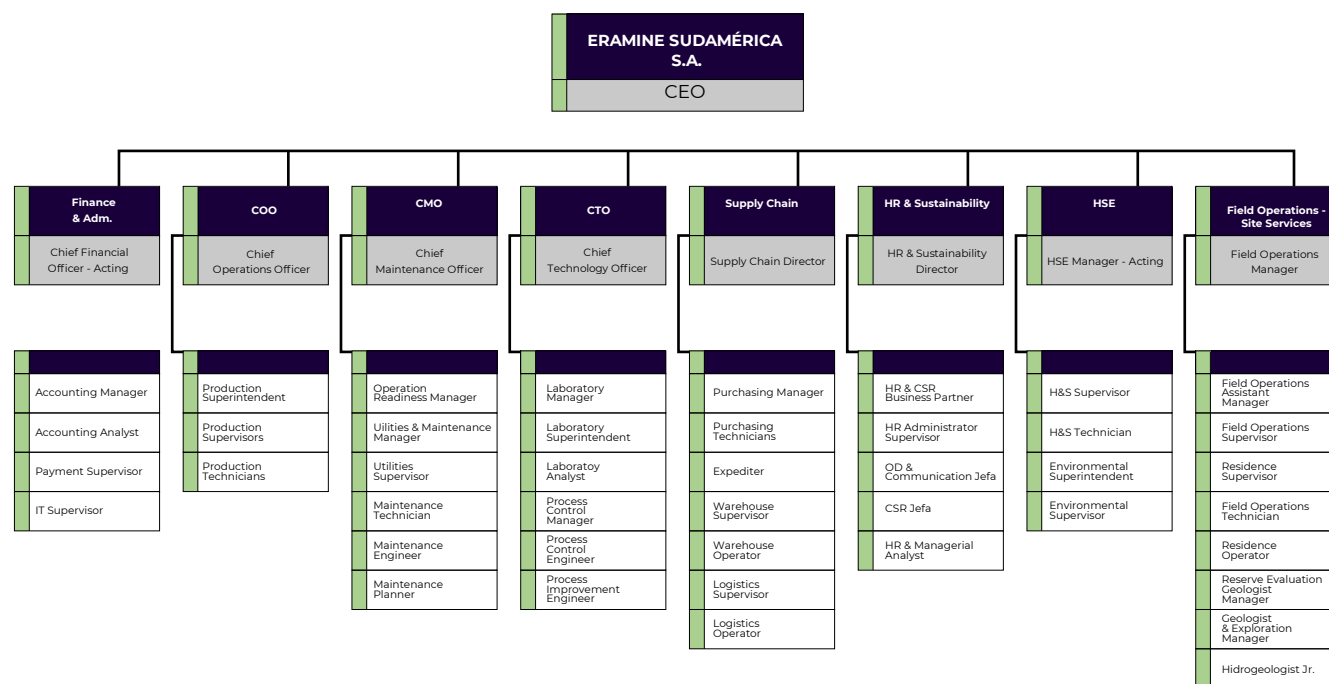 ERAMINE SUDAMÉRICA
S.A.
CEO
Finance
& Adm.
Chief Financial
Officer - Acting
Accounting Manager
Accounting Analyst
Payment Supervisor
IT Supervisor
COO
Chief
Operations Officer
Production
Superintendent
Production
Supervisors
Production
Technicians
CMO
Chief
Maintenance Officer
Operation
Readiness Manager
Uilities & Maintenance
Manager
Utilities
Supervisor
Maintenance
Technician
Maintenance
Engineer
Maintenance
Planner
CTO
Chief
Technology Officer
Laboratory
Manager
Laboratory
Superintendent
Laboratoy
Analyst
Process
Control
Manager
Process
Control
Engineer
Process
Improvement
Engineer
Supply Chain
Supply Chain Director
Purchasing Manager
Purchasing
Technicians
Expediter
Warehouse
Supervisor
Warehouse
Operator
Logistics
Supervisor
Logistics
Operator
HR & Sustainability
HR & Sustainability
Director
HR & CSR
Business Partner
HR Administrator
Supervisor
OD &
Communication Jefa
CSR Jefa
HR & Managerial
Analyst
HSE
HSE Manager - Acting
H&S Supervisor
H&S Technician
Environmental
Superintendent
Environmental
Supervisor
Field Operations -
Site Services
Field Operations
Manager
Field Operations
Assistant
Manager
Field Operations
Supervisor
Residence
Supervisor
Field Operations
Technician
Residence
Operator
Reserve Evaluation
Geologist
Manager
Geologist
& Exploration
Manager
Hidrogeologist Jr.